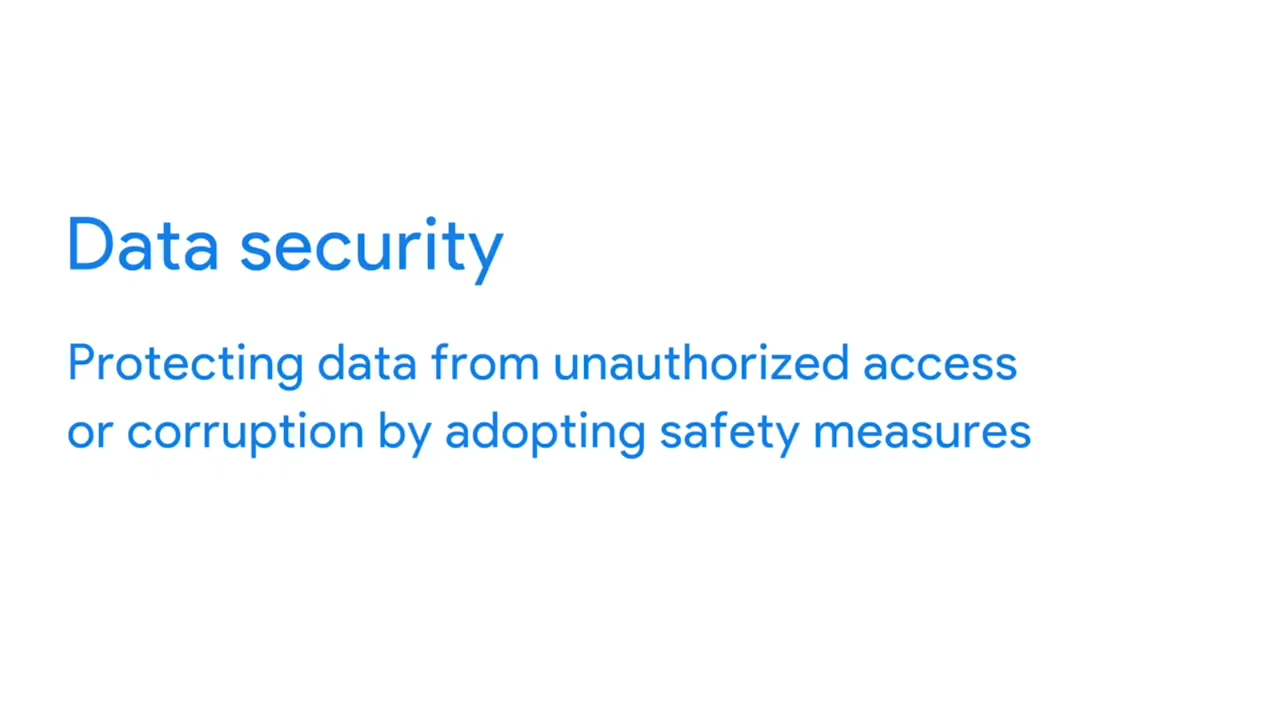 Data security
Protecting data from unauthorized access
or corruption by adopting safety measures